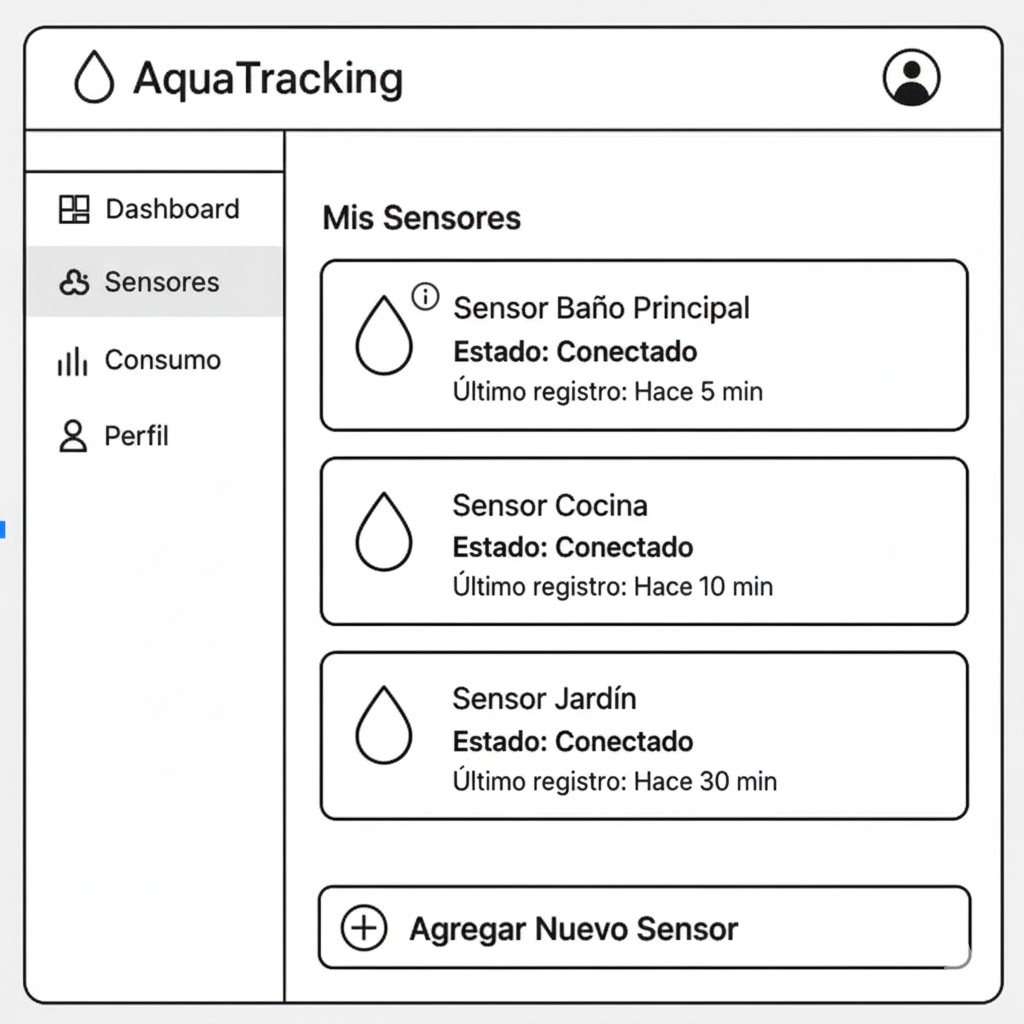 AquaTracking
Dashboard
Sensores
Consumo
Perfil
Mis Sensores
Sensor Baño Principal
Estado: Conectado
Último registro: Hace 5 min
Sensor Cocina
Estado: Conectado
Último registro: Hace 10 min
Sensor Jardín
Estado: Conectado
Último registro: Hace 30 min
Agregar Nuevo Sensor